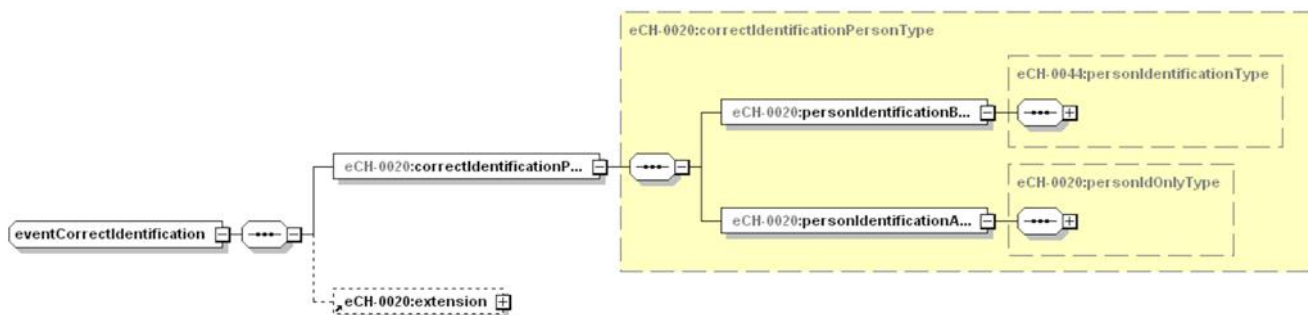 eCH-0020:correctIdentificationPersonType
eCH-0044:personIdentificationType
eCH-0020:personIdentificationB...
eCH-0020:correctIdentificationP...
eCH-0020:personIdOnlyType
eCH-0020:personIdentificationA...
eventCorrectIdentification
eCH-0020:extension